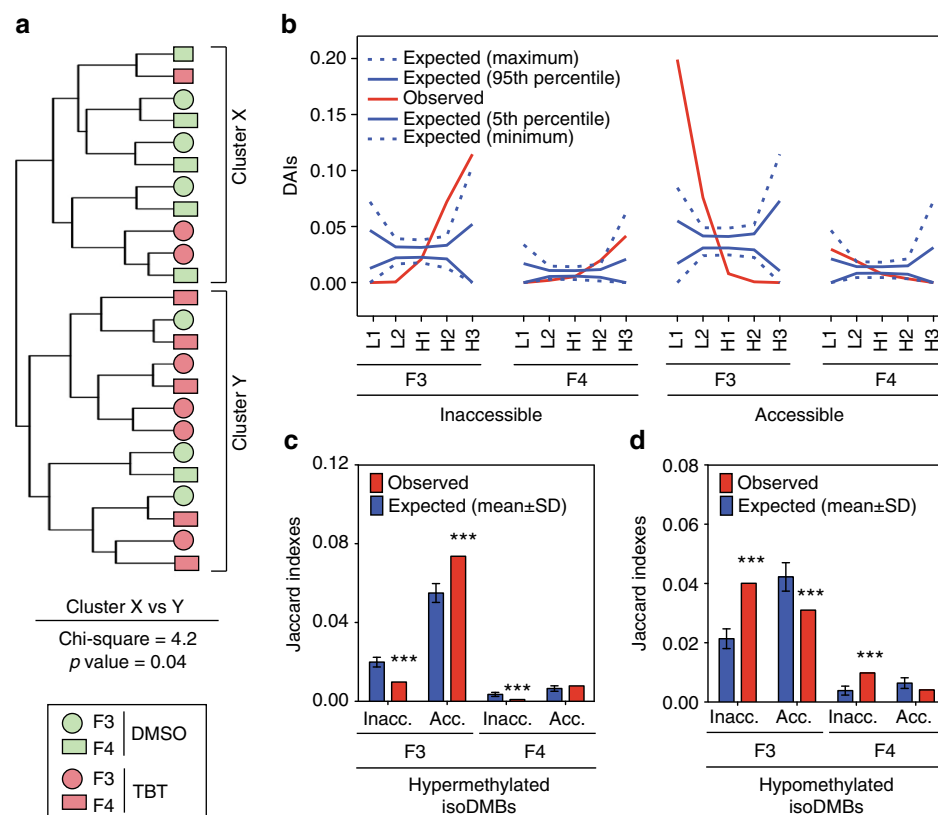 a
Cluster X
Cluster Y
Cluster X vs Y
Chi-square = 4.2
p value = 0.04
F3
F4
DMSO
F3
F4
TBT
b
DAIs
0.20
0.15
0.10
0.05
0.00
Expected (maximum)
Expected (95th percentile)
Observed
Expected (5th percentile)
Expected (minimum)
L1 L2 H1 H2 H3 L1 L2 H1 H2 H3 L1 L2 H1 H2 H3 L1 L2 H1 H2 H3
F3 F4 F3 F4
Inaccessible Accessible
c
Jaccard indexes
0.12
0.08
0.04
0.00
Observed
Expected (mean±SD)
*** *** ***
Inacc. Acc. Inacc. Acc.
F3 F4
Hypermethylated
isoDMBs
d
Jaccard indexes
0.08
0.06
0.04
0.02
0.00
Observed
Expected (mean±SD)
*** *** ***
Inacc. Acc. Inacc. Acc.
F3 F4
Hypomethylated
isoDMBs